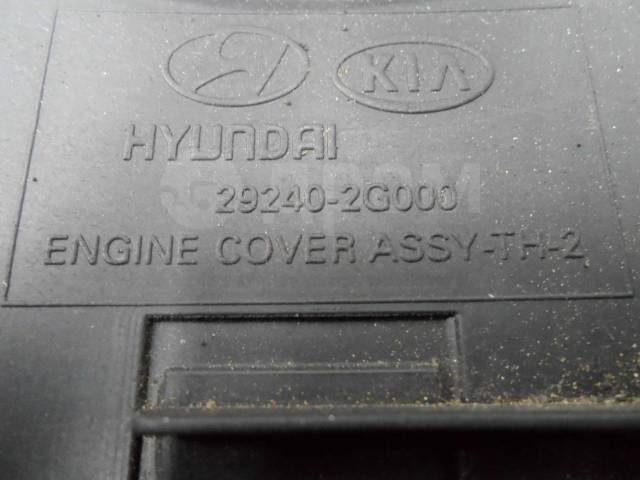 KIA
HYUNDAI
29240-2G000
ENGINE COVER ASSY-TH-2